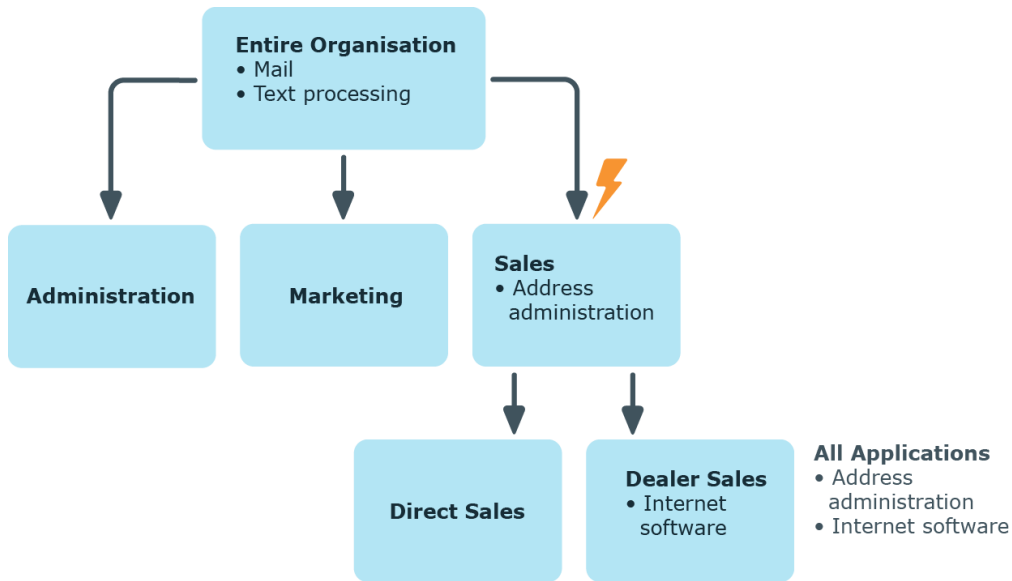 Entire Organisation
• Mail
• Text processing
Administration
Marketing
Sales
• Address
administration
Direct Sales
Dealer Sales
• Internet
software
All Applications
• Address
administration
• Internet software